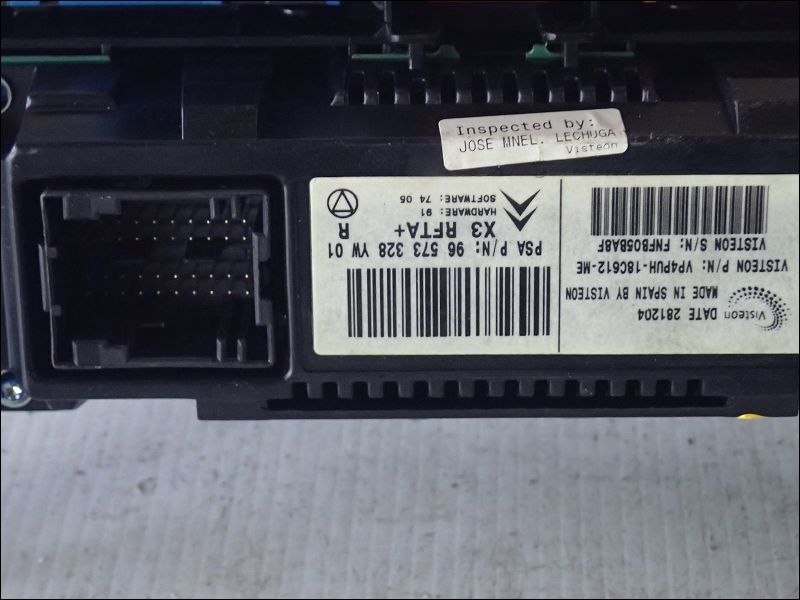 Inspected by:
JOSE MNEL. LECHUGA
Visteon
PSA P/N: 96 573 328 YW 01
X3 RFTA+
R
HARDWARE: 91
SOFTWARE: 74 05
Visteon DATE 281204
MADE IN SPAIN BY VISTEON
VISTEON P/N: VP4PUH-18C612-ME
VISTEON S/N: FNFB05BA8F